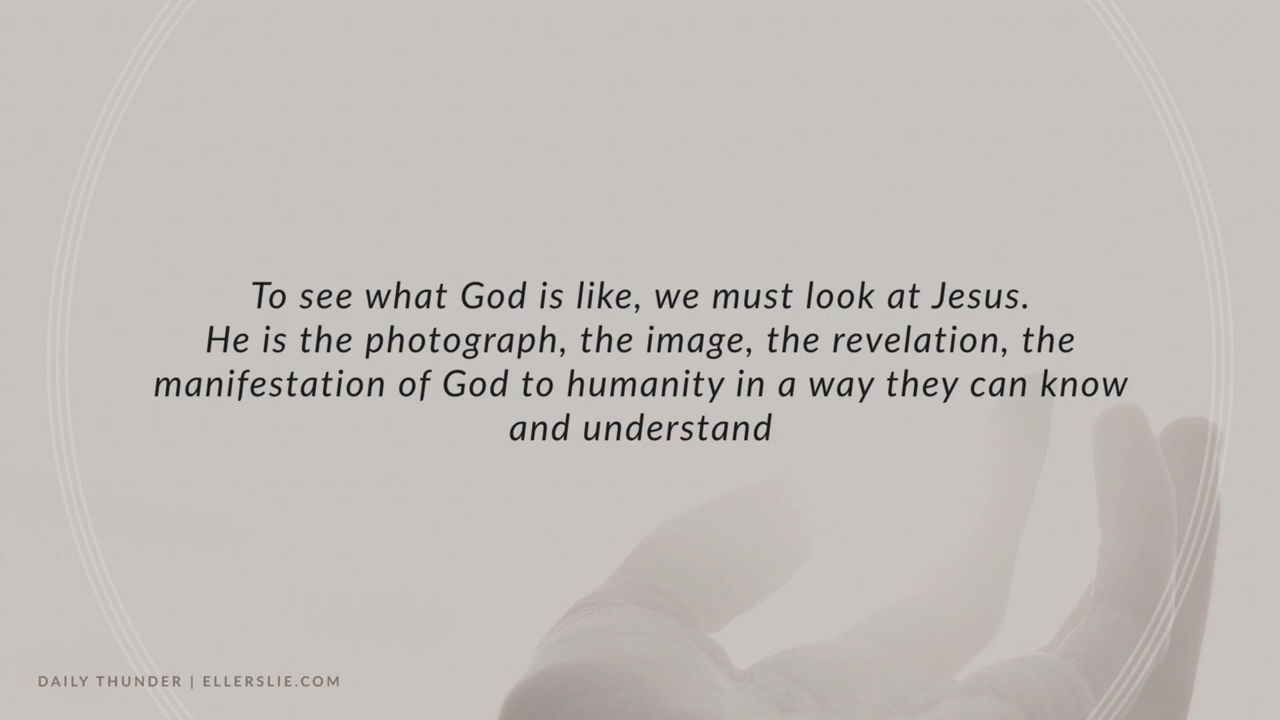 To see what God is like, we must look at Jesus.
He is the photograph, the image, the revelation, the
manifestation of God to humanity in a way they can know
and understand
DAILY THUNDER | ELLERSLIE.COM